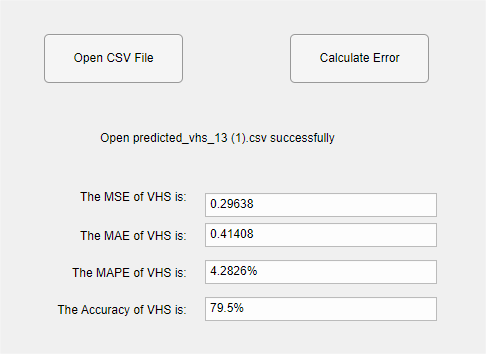 Open CSV File
Calculate Error
Open predicted_vhs_13 (1).csv successfully
The MSE of VHS is: 0.29638
The MAE of VHS is: 0.41408
The MAPE of VHS is: 4.2826%
The Accuracy of VHS is: 79.5%